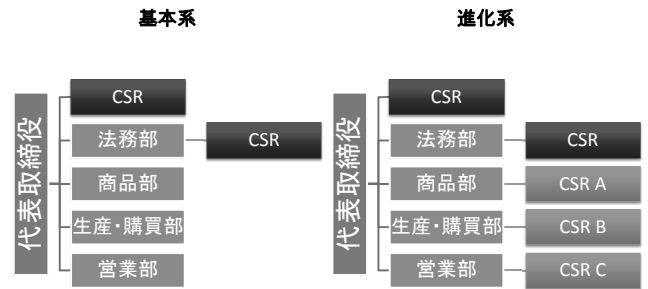 基本系
進化系
代表取締役
CSR
法務部
CSR
商品部
生産・購買部
営業部
代表取締役
CSR
法務部
CSR
商品部
CSR A
生産・購買部
CSR B
営業部
CSR C